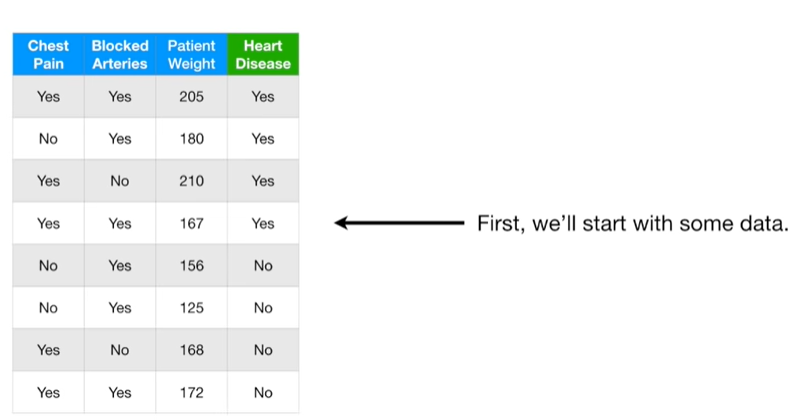 Chest Pain Blocked Arteries Patient Weight Heart Disease
Yes Yes 205 Yes
No Yes 180 Yes
Yes No 210 Yes
Yes Yes 167 Yes
First, we’ll start with some data.
No Yes 156 No
No Yes 125 No
Yes No 168 No
Yes Yes 172 No